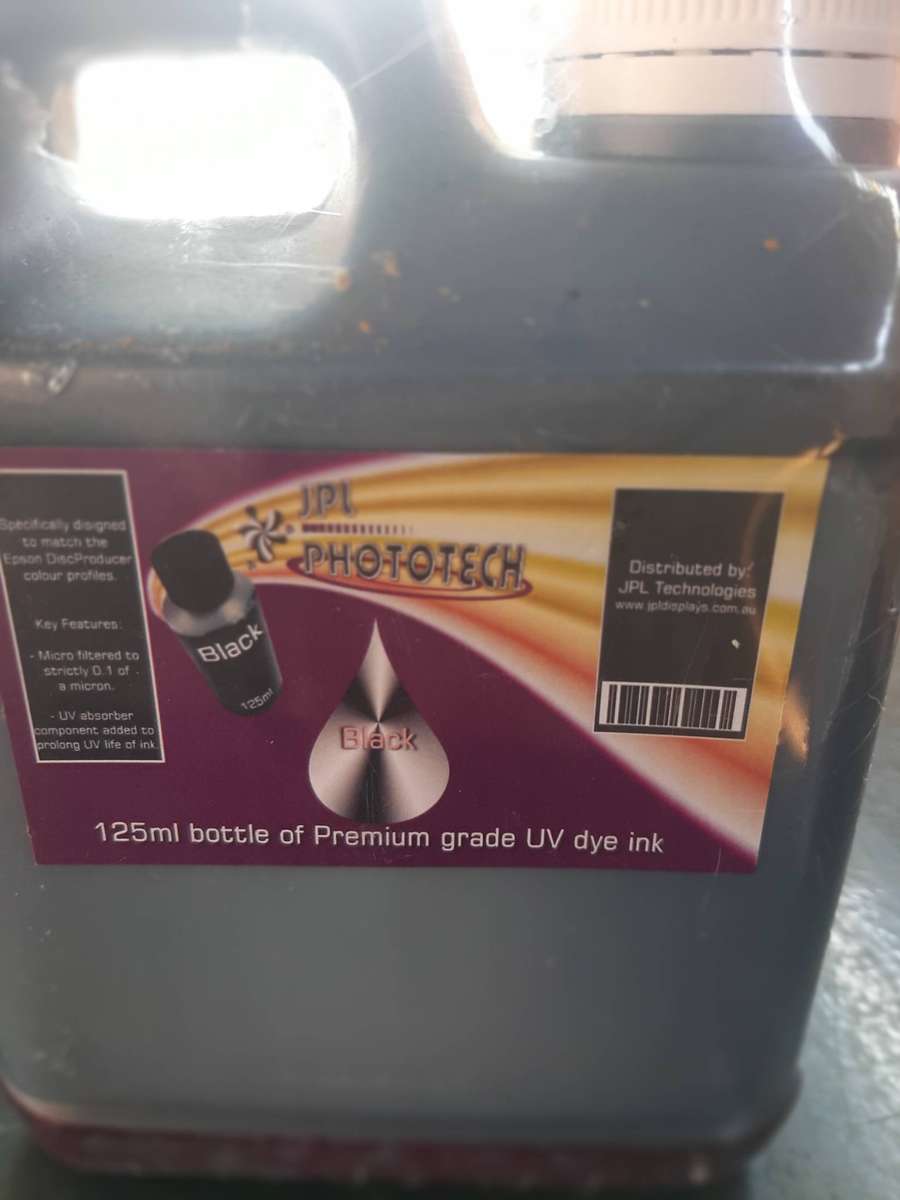 Specifically disigned
to match the
Epson DiscProducer
colour profiles.
Key Features:
- Micro filtered to
strictly 0.1 of
a micron.
- UV absorber
component added to
prolong UV life of ink.
JPL
PHOTOTECH
Black
125ml
Black
125ml bottle of Premium grade UV dye ink
Distributed by:
JPL Technologies
www.jpldisplays.com.au